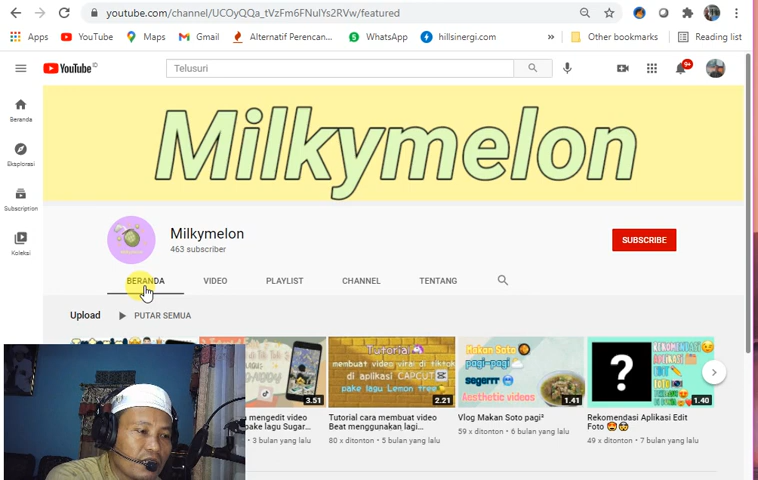 youtube.com/channel/UCOyQQa_tVzFm6FNUlYs2RVw/featured
Apps
YouTube
Maps
Gmail
Alternatif Perencan...
WhatsApp
hillsinergi.com
»
Other bookmarks
Reading list
YouTube ID
Telusuri
9+
Beranda
Eksplorasi
Subscription
Koleksi
Milkymelon
Milkymelon
463 subscriber
SUBSCRIBE
BERANDA
VIDEO
PLAYLIST
CHANNEL
TENTANG
Upload
PUTAR SEMUA
3.51
Tutorial
membuat video
viral di tiktok
di aplikasi CAPCUT
pake lagu Lemon tree
2.21
Makan Soto
pagi-pagi
segerrr
Aesthetic videos
1.41
?
REKOMENDASI
APLIKASI
EDIT
FOTO
1.40
mengedit video
pake lagu Sugar...
• 3 bulan yang lalu
Tutorial cara membuat video
Beat menggunakan lagi...
80 x ditonton • 5 bulan yang lalu
Vlog Makan Soto pagi²
59 x ditonton • 6 bulan yang lalu
Rekomendasi Aplikasi Edit
Foto
49 x ditonton • 7 bulan yang lalu